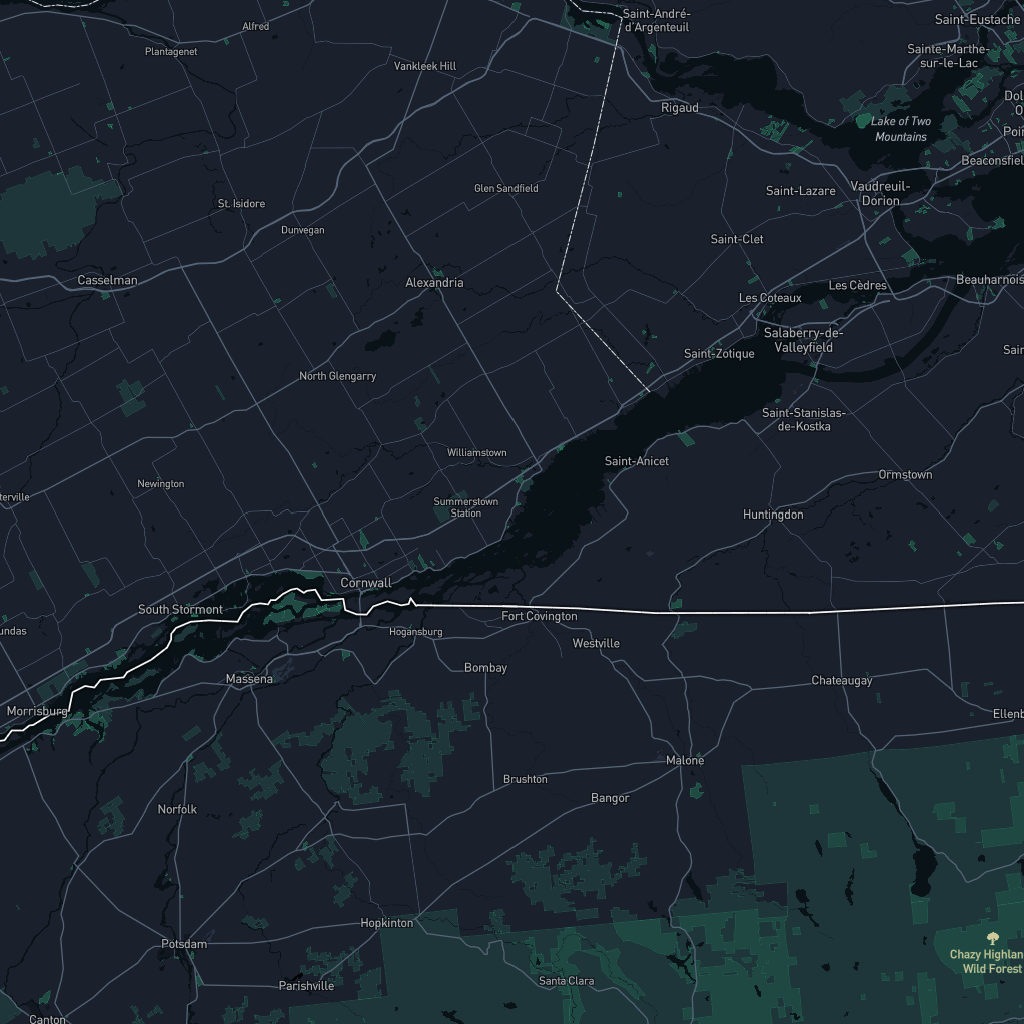 Saint-André-
d'Argenteuil
Saint-Eustache
Alfred
Plantagenet
Sainte-Marthe-
sur-le-Lac
Vankleek Hill
Rigaud
Lake of Two
Mountains
Beaconsfield
Glen Sandfield
Saint-Lazare
Vaudreuil-
Dorion
St. Isidore
Dunvegan
Saint-Clet
Casselman
Alexandria
Beauharnois
Les Cèdres
Les Coteaux
Salaberry-de-
Valleyfield
Saint-Zotique
North Glengarry
Saint-Stanislas-
de-Kostka
Williamstown
Saint-Anicet
Ormstown
Newington
terville
Summerstown
Station
Huntingdon
Cornwall
South Stormont
Fort Covington
undas
Hogansburg
Westville
Bombay
Massena
Chateaugay
Morrisburg
Ellenb
Malone
Brushton
Bangor
Norfolk
Hopkinton
Potsdam
Chazy Highlan
Wild Forest
Santa Clara
Parishville
Canton